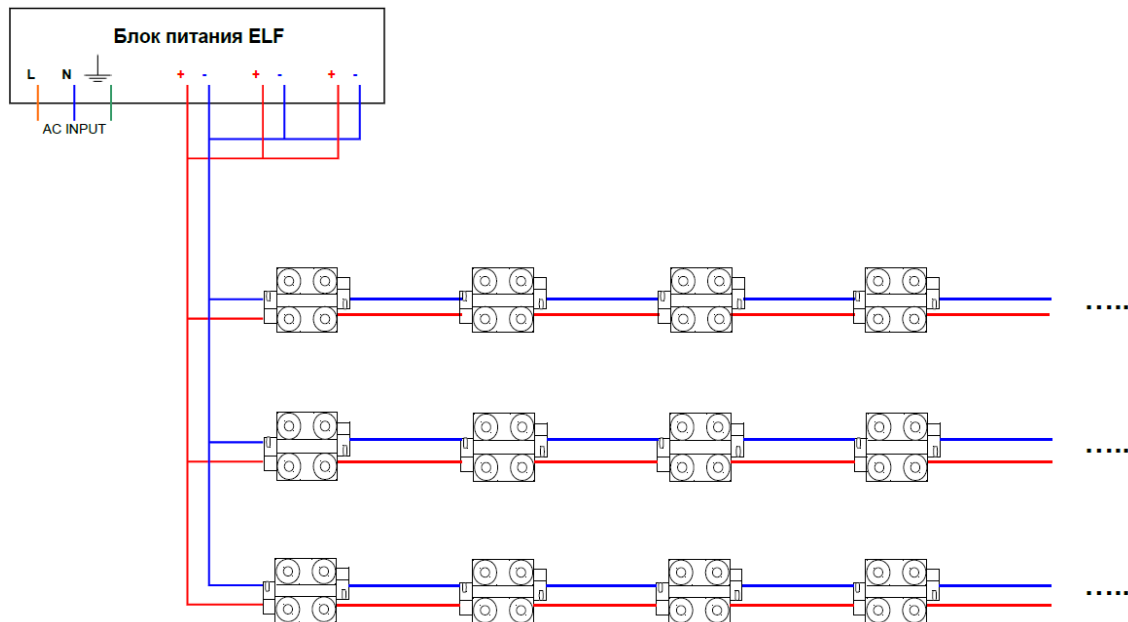 Блок питания ELF
L N + - + - + -
AC INPUT
.....
.....
.....